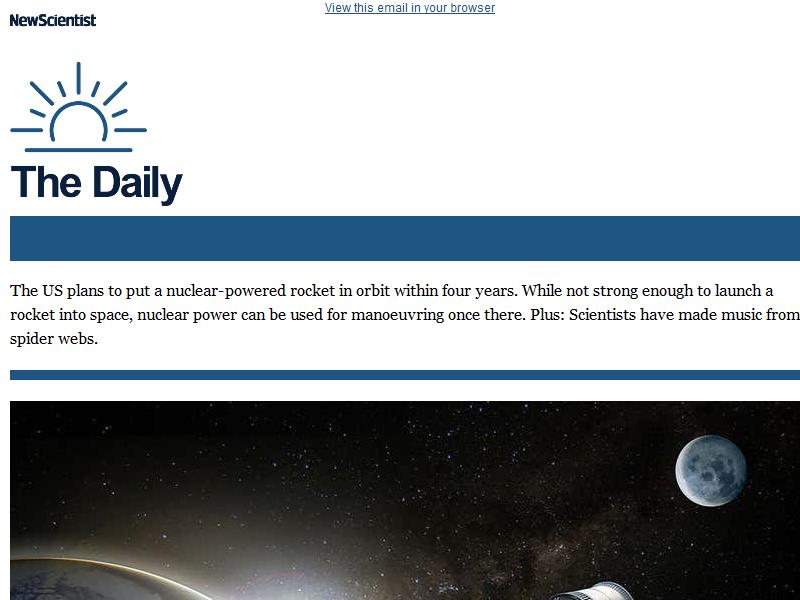 View this email in your browser
NewScientist
The Daily
The US plans to put a nuclear-powered rocket in orbit within four years. While not strong enough to launch a
rocket into space, nuclear power can be used for manoeuvring once there. Plus: Scientists have made music from
spider webs.